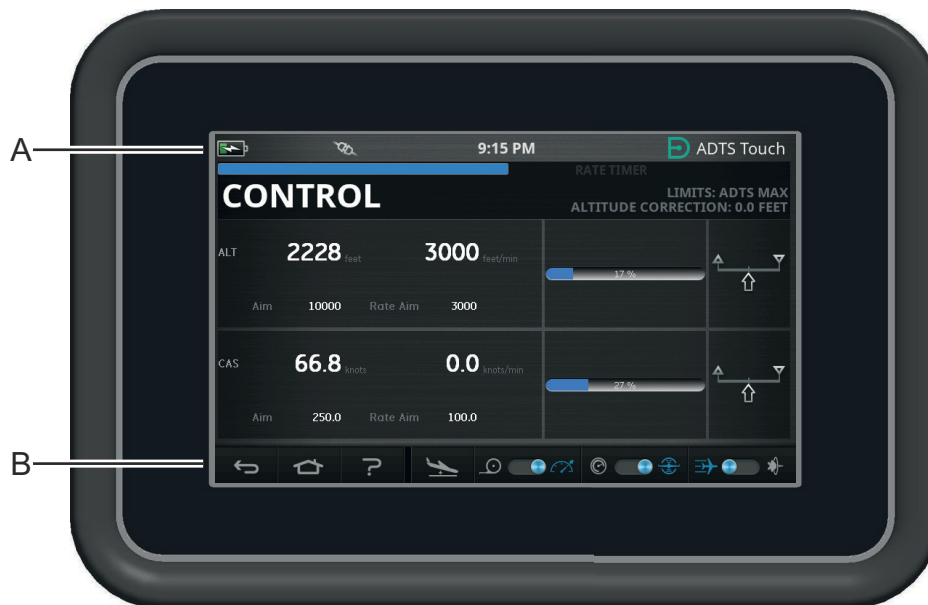 A
9:15 PM
ADTS Touch
RATE TIMER
CONTROL
LIMITS: ADTS MAX
ALTITUDE CORRECTION: 0.0 FEET
ALT 2228 feet 3000 feet/min
17 %
Aim 10000 Rate Aim 3000
CAS 66.8 knots 0.0 knots/min
27 %
Aim 250.0 Rate Aim 100.0
B